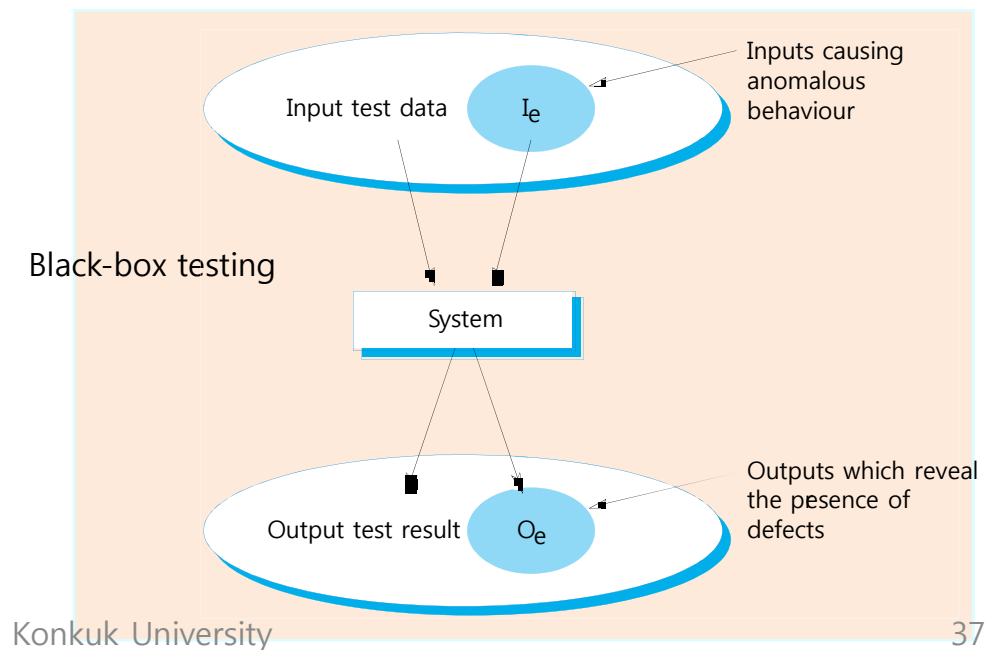 Inputs causing
anomalous
behaviour
Input test data
Ie
Black-box testing
System
Outputs which reveal
the presence of
defects
Output test result
Oe
Konkuk University
37